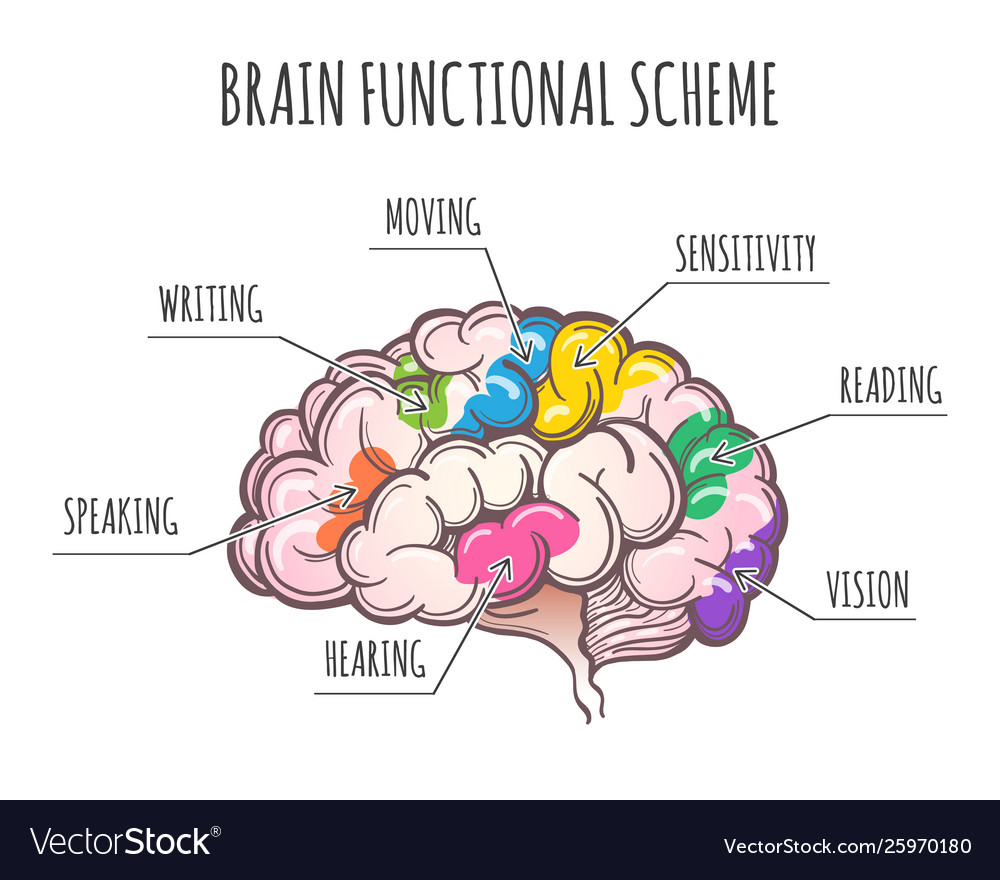 BRAIN FUNCTIONAL SCHEME
MOVING
SENSITIVITY
WRITING
READING
SPEAKING
VISION
HEARING
VectorStock®
VectorStock.com/25970180